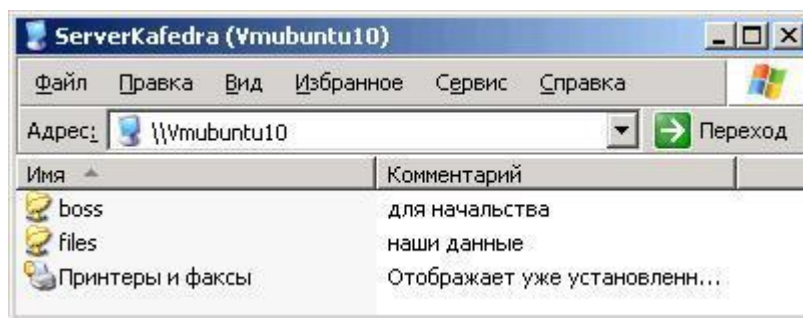 ServerKafedra (Vmubuntu10)
Файл Правка Вид Избранное Сервис Справка
Адрес: \\Vmubuntu10 Переход
Имя Комментарий
boss для начальства
files наши данные
Принтеры и факсы Отображает уже установленн...